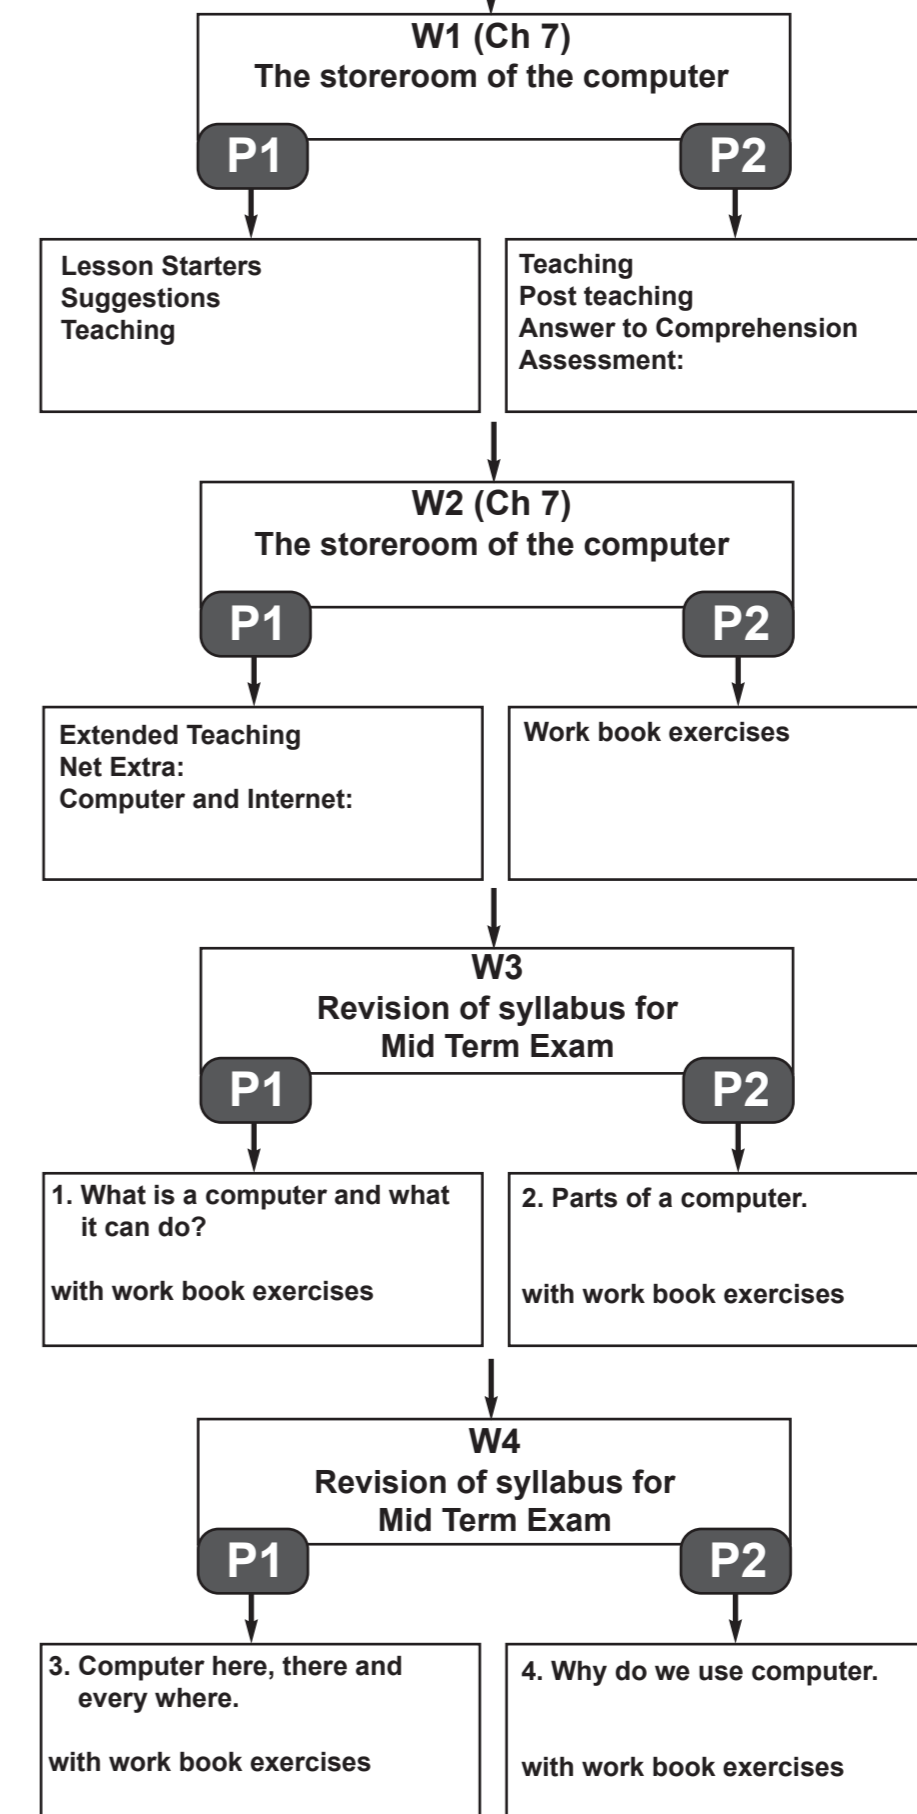 W1 (Ch 7)
The storeroom of the computer
P1
P2
Lesson Starters
Suggestions
Teaching
Teaching
Post teaching
Answer to Comprehension
Assessment:
W2 (Ch 7)
The storeroom of the computer
P1
P2
Extended Teaching
Net Extra:
Computer and Internet:
Work book exercises
W3
Revision of syllabus for
Mid Term Exam
P1
P2
1. What is a computer and what
it can do?
with work book exercises
2. Parts of a computer.
with work book exercises
W4
Revision of syllabus for
Mid Term Exam
P1
P2
3. Computer here, there and
every where.
with work book exercises
4. Why do we use computer.
with work book exercises